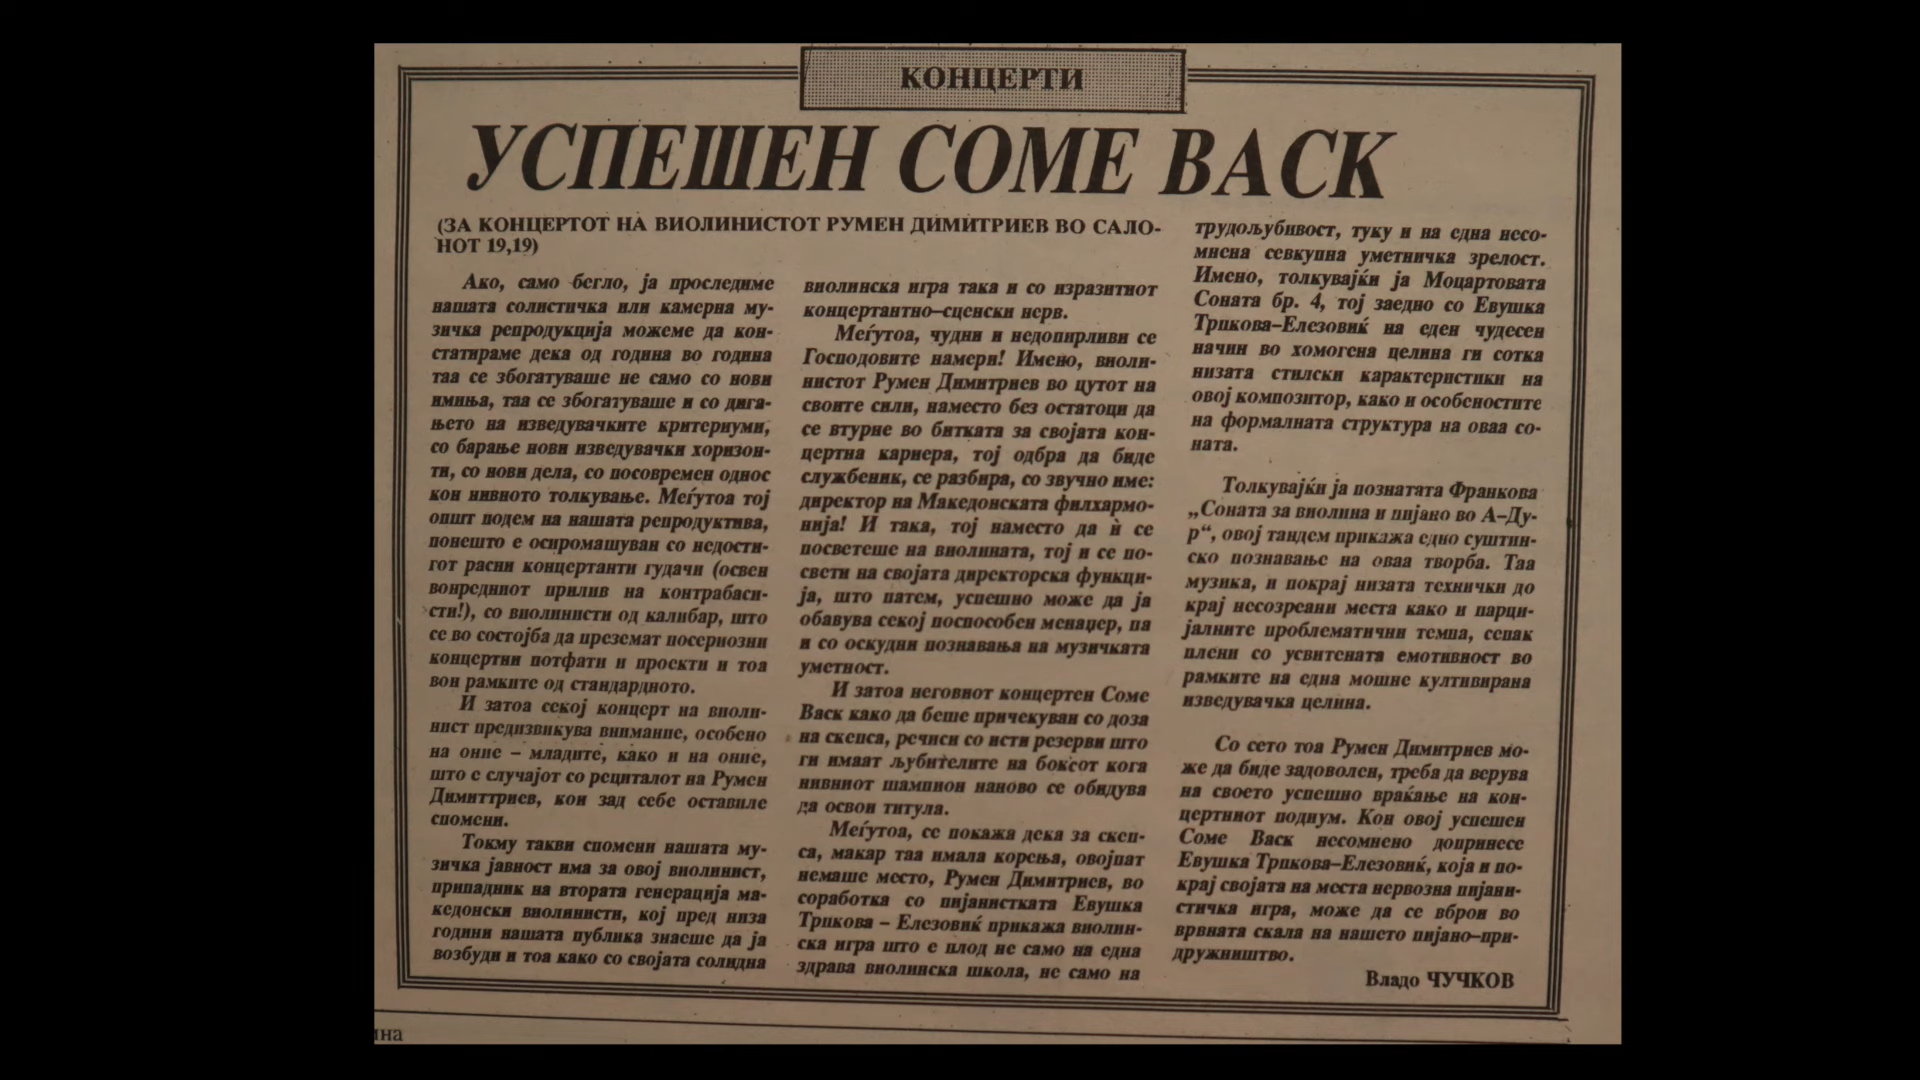 КОНЦЕРТИ
УСПЕШЕН COME BACK
(ЗА КОНЦЕРТОТ НА ВИОЛИНИСТОТ РУМЕН ДИМИТРИЕВ ВО САЛО-
НОТ 19,19)
Ако, само бегло, ја проследиме
нашата солистичка или камерна му-
зичка репродукција можеме да кон-
статираме дека од година во година
таа се збогатуваше не само со нови
имиња, таа се збогатуваше и со дига-
њето на изведувачките критериуми,
со барање нови изведувачки хоризон-
ти, со нови дела, со посовремен однос
кон нивното толкување. Меѓутоа тој
општ подем на нашата репродуктива,
понешто е осиромашуван со недости-
гот расни концертанти гудачи (освен
вонредниот прилив на контрабаси-
сти!), со виолинисти од калибар, што
се во состојба да преземат посериозни
концертни потфати и проекти и тоа
вон рамките од стандардното.
И затоа секој концерт на виоли-
нист предизвикува внимание, особено
на оние – младите, како и на оние,
што е случајот со рециталот на Румен
Димиттриев, кои зад себе оставиле
спомени.
Токму такви спомени нашата му-
зичка јавност има за овој виолинист,
припадник на втората генерација ма-
кедонски виолинисти, кој пред низа
години нашата публика знаеше да ја
возбуди и тоа како со својата солидна
виолинска игра така и со изразитиот
концертантно–сценски нерв.
Меѓутоа, чудни и недопирливи се
Господовите намери! Имено, виоли-
нистот Румен Димитриев во цутот на
своите сили, наместо без остатоци да
се втурне во битката за својата кон-
цертна кариера, тој одбра да биде
службеник, се разбира, со звучно име:
директор на Македонската филхармо-
нија! И така, тој наместо да ѝ се
посветеше на виолината, тој и се по-
свети на својата директорска функци-
ја, што патем, успешно може да ја
обавува секој поспособен менаџер, па
и со оскудни познавања на музичката
уметност.
И затоа неговиот концертен Come
Back како да беше пречекуван со доза
на скепса, речиси со исти резерви што
ги имаат љубителите на боксот кога
нивниот шампион наново се обидува
да освои титула.
Меѓутоа, се покажа дека за скеп-
са, макар таа имала корења, овојпат
немаше место, Румен Димитриев, во
соработка со пијанистката Евушка
Трпкова – Елезовиќ прикажа виолин-
ска игра што е плод не само на една
здрава виолинска школа, не само на
трудољубивост, туку и на една несо-
мнена севкупна уметничка зрелост.
Имено, толкувајќи ја Моцартовата
Соната бр. 4, тој заедно со Евушка
Трпкова–Елезовиќ на еден чудесен
начин во хомогена целина ги сотка
низата стилски карактеристики на
овој композитор, како и особеностите
на формалната структура на оваа со-
ната.
Толкувајќи ја познатата Франкова
„Соната за виолина и пијано во А–Ду-
р“, овој тандем прикажа едно суштин-
ско познавање на оваа творба. Таа
музика, и покрај низата технички до
крај несозреани места како и парци-
јалните проблематични темпа, сепак
плени со усвитената емотивност во
рамките на една мошне култивирана
изведувачка целина.
Со сето тоа Румен Димитриев мо-
же да биде задоволен, треба да верува
на своето успешно враќање на кон-
цертниот подиум. Кон овој успешен
Come Back несомнено допринесе
Евушка Трпкова–Елезовиќ, која и по-
крај својата на места нервозна пијани-
стичка игра, може да се вброи во
врвната скала на нашето пијано–при-
дружништво.
Владо ЧУЧКОВ